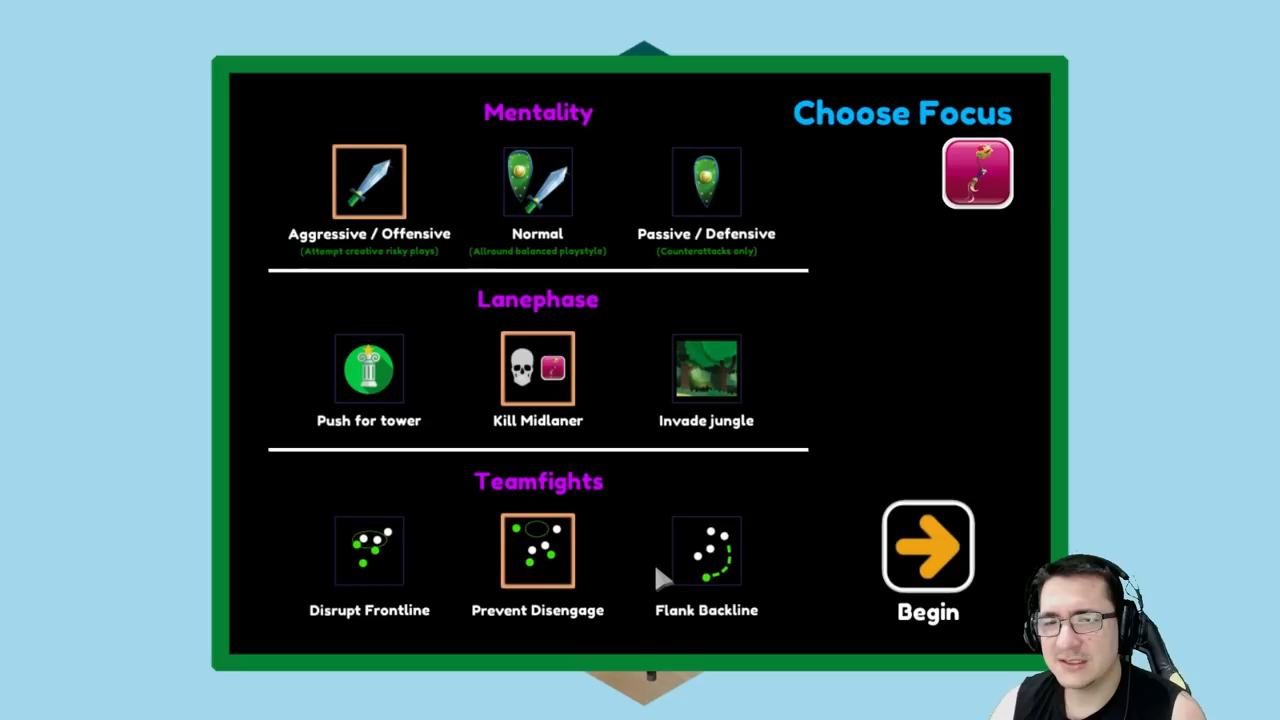 Choose Focus
Mentality
Aggressive / Offensive
(Attempt creative risky plays)
Normal
(Allround balanced playstyle)
Passive / Defensive
(Counterattacks only)
Lanephase
Push for tower
Kill Midlaner
Invade jungle
Teamfights
Disrupt Frontline
Prevent Disengage
Flank Backline
Begin